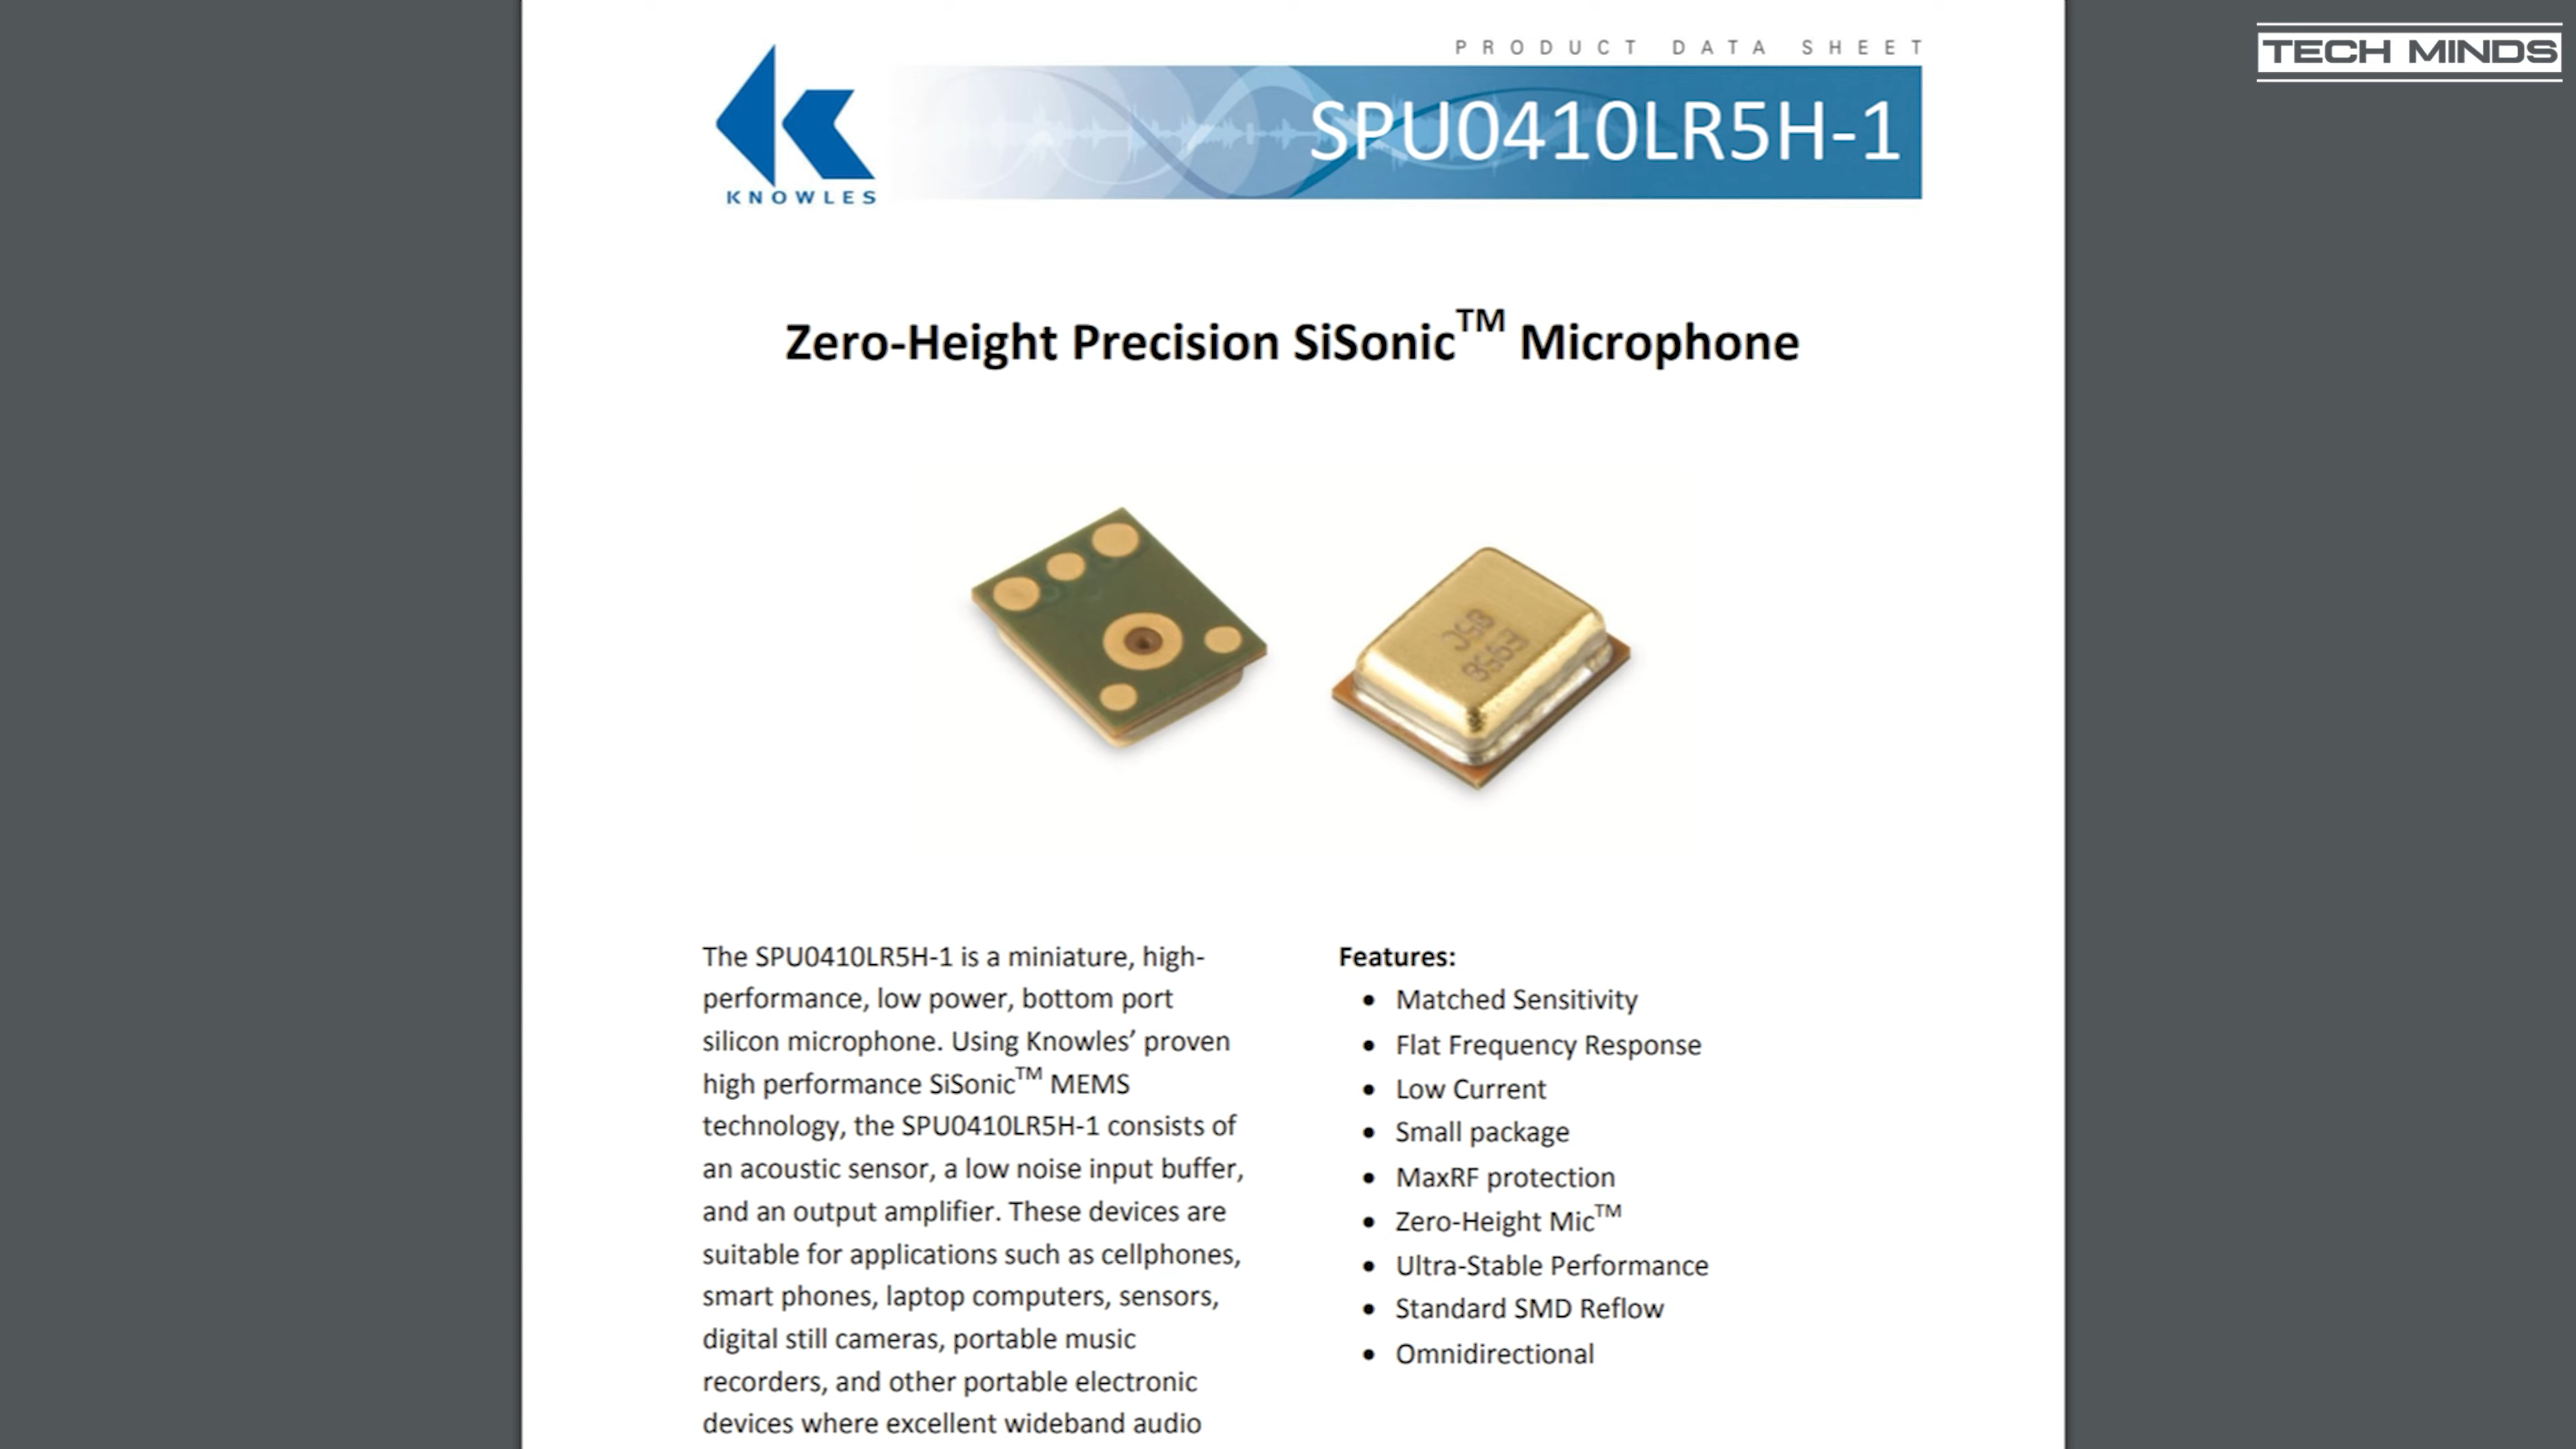 TECH MINDS
PRODUCT DATA SHEET
SPU0410LR5H-1
KNOWLES
Zero-Height Precision SiSonic™ Microphone
The SPU0410LR5H-1 is a miniature, high-
performance, low power, bottom port
silicon microphone. Using Knowles’ proven
high performance SiSonic™ MEMS
technology, the SPU0410LR5H-1 consists of
an acoustic sensor, a low noise input buffer,
and an output amplifier. These devices are
suitable for applications such as cellphones,
smart phones, laptop computers, sensors,
digital still cameras, portable music
recorders, and other portable electronic
devices where excellent wideband audio
Features:
• Matched Sensitivity
• Flat Frequency Response
• Low Current
• Small package
• MaxRF protection
• Zero-Height Mic™
• Ultra-Stable Performance
• Standard SMD Reflow
• Omnidirectional